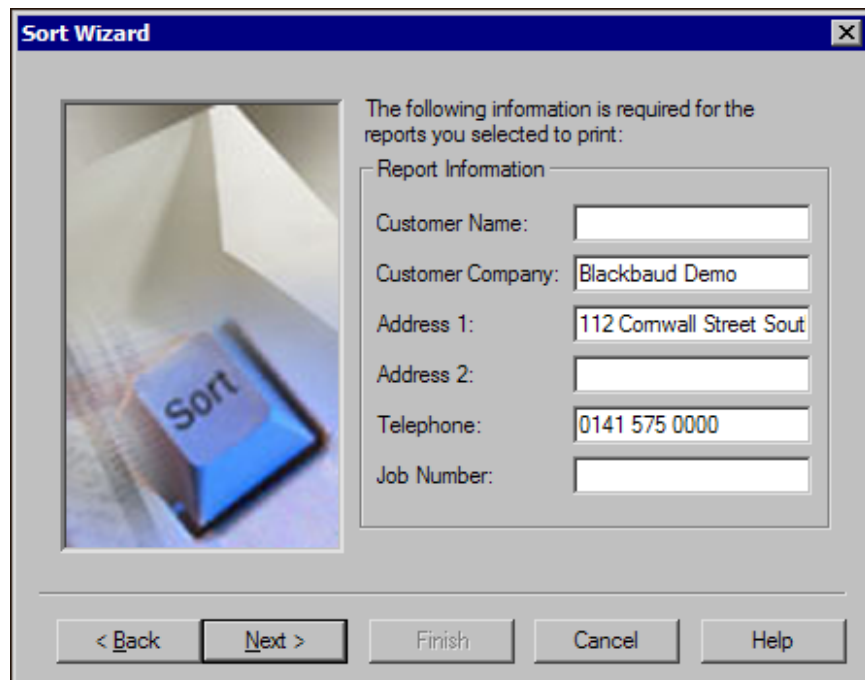 Sort Wizard
The following information is required for the
reports you selected to print:
Report Information
Customer Name:
Customer Company: Blackbaud Demo
Address 1: 112 Cornwall Street Sout
Address 2:
Telephone: 0141 575 0000
Job Number:
Sort
< Back Next > Finish Cancel Help